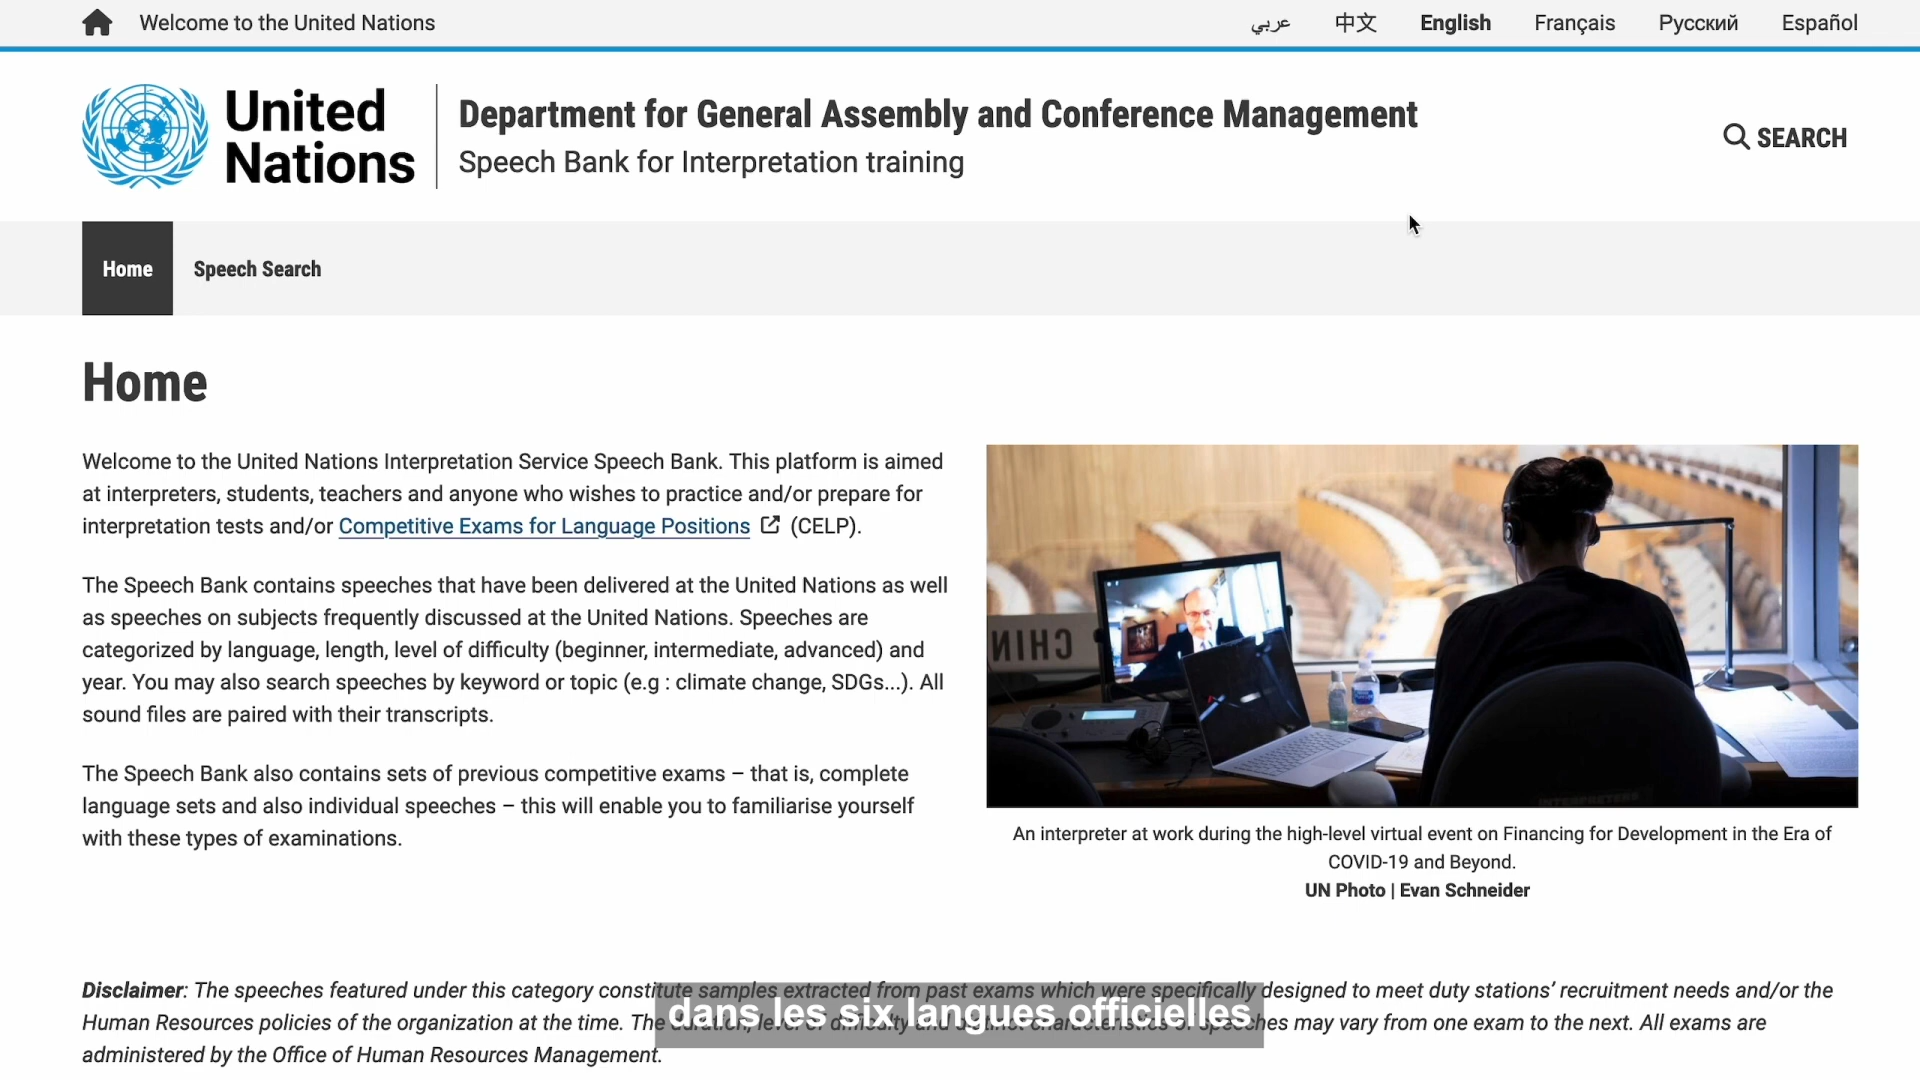 Welcome to the United Nations
عربي 中文 English Français Русский Español
United
Nations
Department for General Assembly and Conference Management
Speech Bank for Interpretation training
SEARCH
Home Speech Search
Home
Welcome to the United Nations Interpretation Service Speech Bank. This platform is aimed
at interpreters, students, teachers and anyone who wishes to practice and/or prepare for
interpretation tests and/or Competitive Exams for Language Positions (CELP).
The Speech Bank contains speeches that have been delivered at the United Nations as well
as speeches on subjects frequently discussed at the United Nations. Speeches are
categorized by language, length, level of difficulty (beginner, intermediate, advanced) and
year. You may also search speeches by keyword or topic (e.g : climate change, SDGs...). All
sound files are paired with their transcripts.
The Speech Bank also contains sets of previous competitive exams – that is, complete
language sets and also individual speeches – this will enable you to familiarise yourself
with these types of examinations.
CHIN
An interpreter at work during the high-level virtual event on Financing for Development in the Era of
COVID-19 and Beyond.
UN Photo | Evan Schneider
Disclaimer: The speeches featured under this category constitute samples extracted from past exams which were specifically designed to meet duty stations' recruitment needs and/or the
Human Resources policies of the organization at the time. The speeches may vary from one exam to the next. All exams are
administered by the Office of Human Resources Management.
dans les six langues officielles